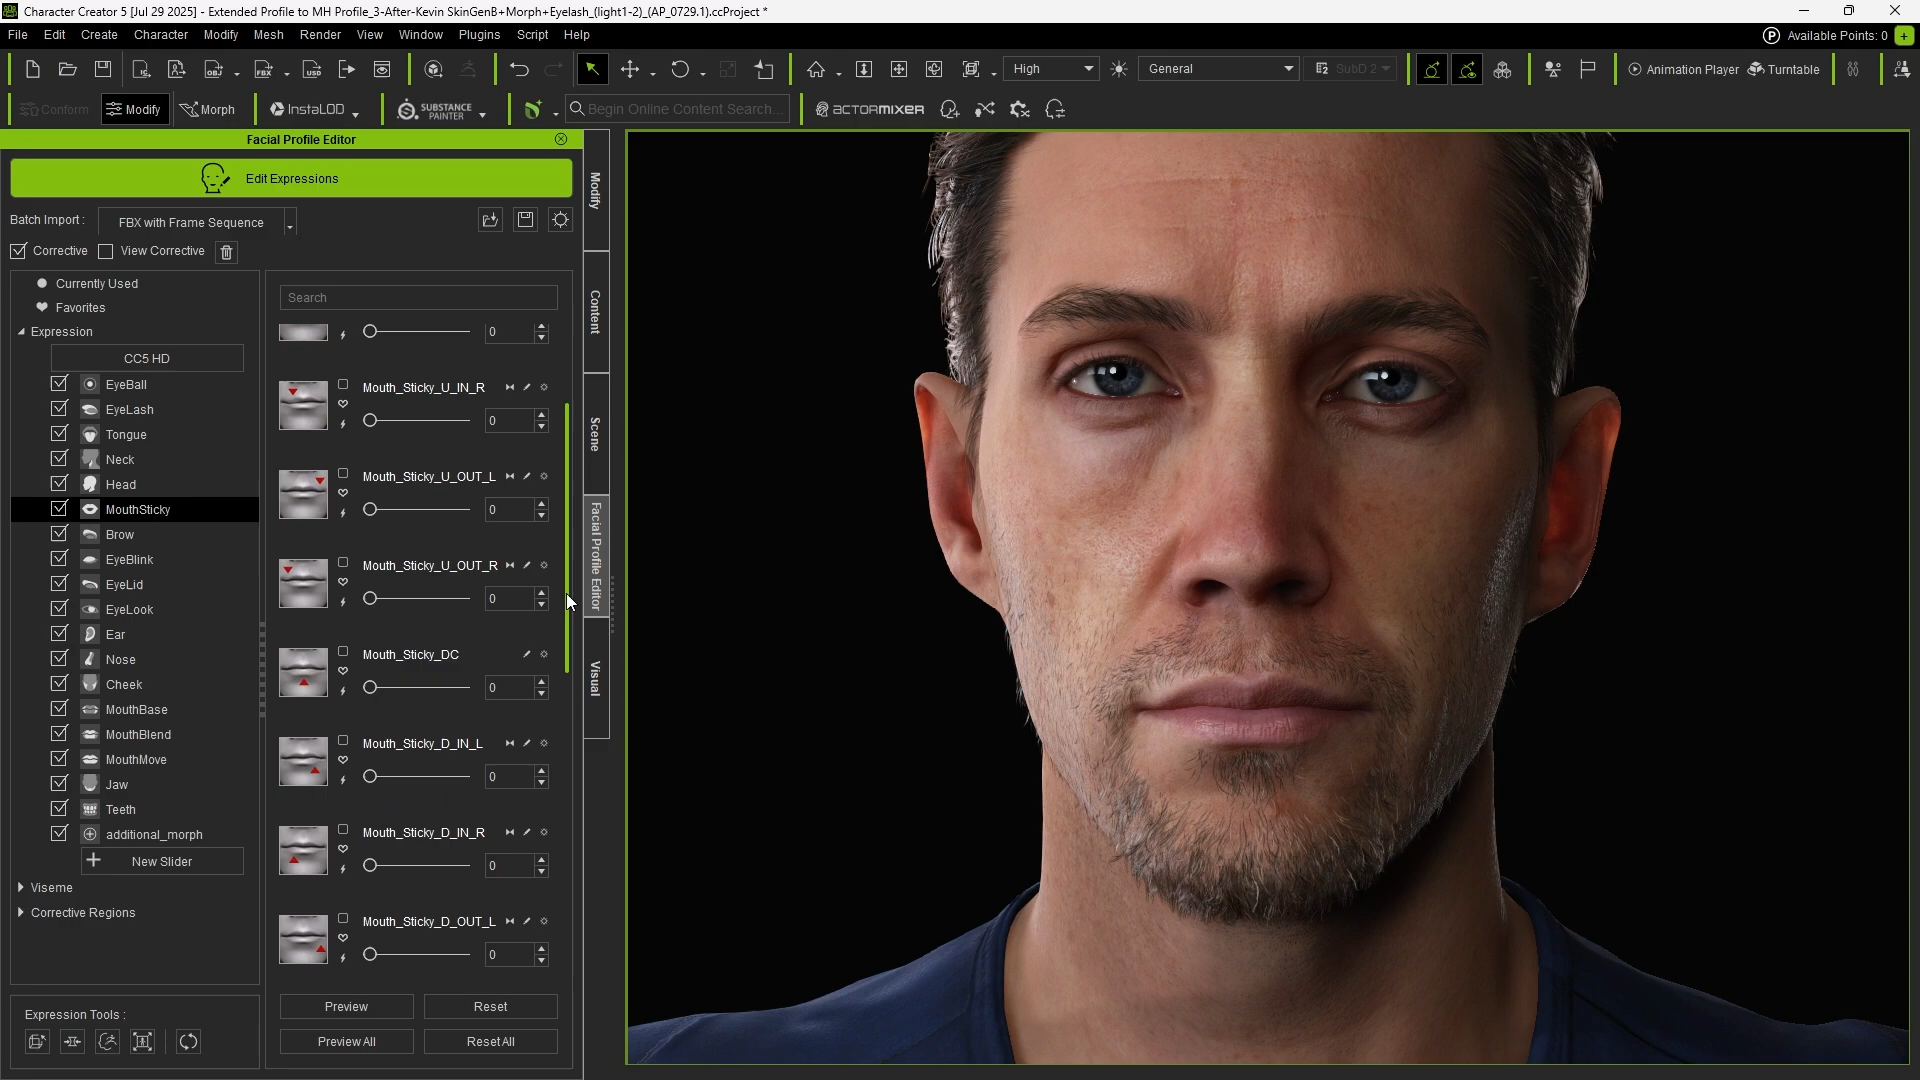 Character Creator 5 [Jul 29 2025] - Extended Profile to MH Profile_3-After-Kevin SkinGenB+Morph+Eyelash_(light1-2)_(AP_0729.1).ccProject *
File Edit Create Character Modify Mesh Render View Window Plugins Script Help
P Available Points: 0 +
IC OBJ FBX USD High General SubD 2 Animation Player Turntable
Conform Modify Morph InstaLOD SUBSTANCE PAINTER Begin Online Content Search... ACTORMIXER
Facial Profile Editor
Edit Expressions
Batch Import : FBX with Frame Sequence
Corrective View Corrective
Currently Used
Favorites
Expression
CC5 HD
EyeBall
EyeLash
Tongue
Neck
Head
MouthSticky
Brow
EyeBlink
EyeLid
EyeLook
Ear
Nose
Cheek
MouthBase
MouthBlend
MouthMove
Jaw
Teeth
additional_morph
New Slider
Viseme
Corrective Regions
Expression Tools :
Search
0
Mouth_Sticky_U_IN_R
0
Mouth_Sticky_U_OUT_L
0
Mouth_Sticky_U_OUT_R
0
Mouth_Sticky_DC
0
Mouth_Sticky_D_IN_L
0
Mouth_Sticky_D_IN_R
0
Mouth_Sticky_D_OUT_L
0
Preview Reset
Preview All Reset All
Modify
Content
Scene
Facial Profile Editor
Visual